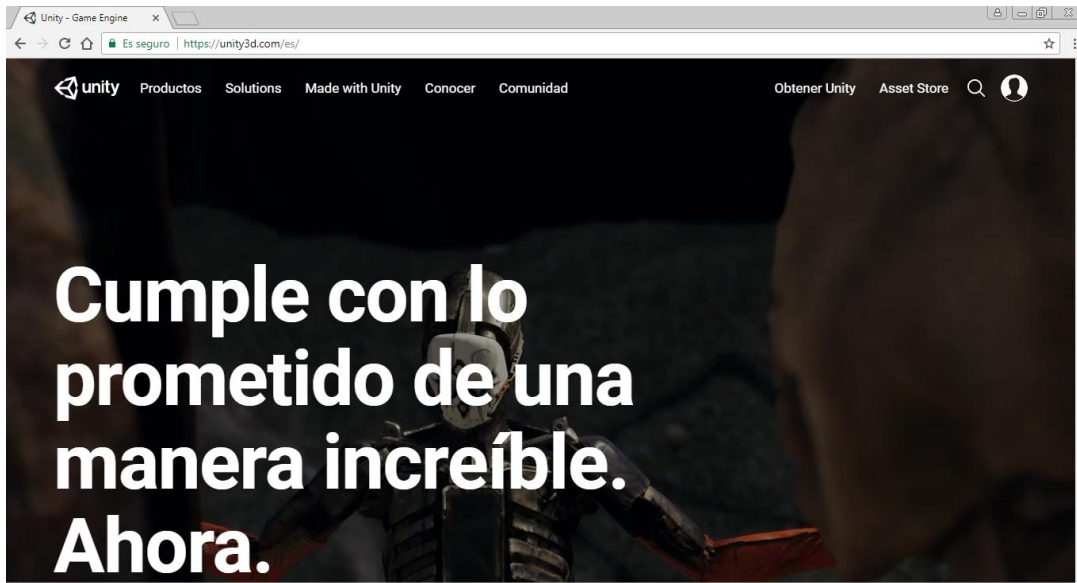 Unity - Game Engine
Es seguro | https://unity3d.com/es/
unity Productos Solutions Made with Unity Conocer Comunidad Obtener Unity Asset Store
Cumple con lo
prometido de una
manera increíble.
Ahora.